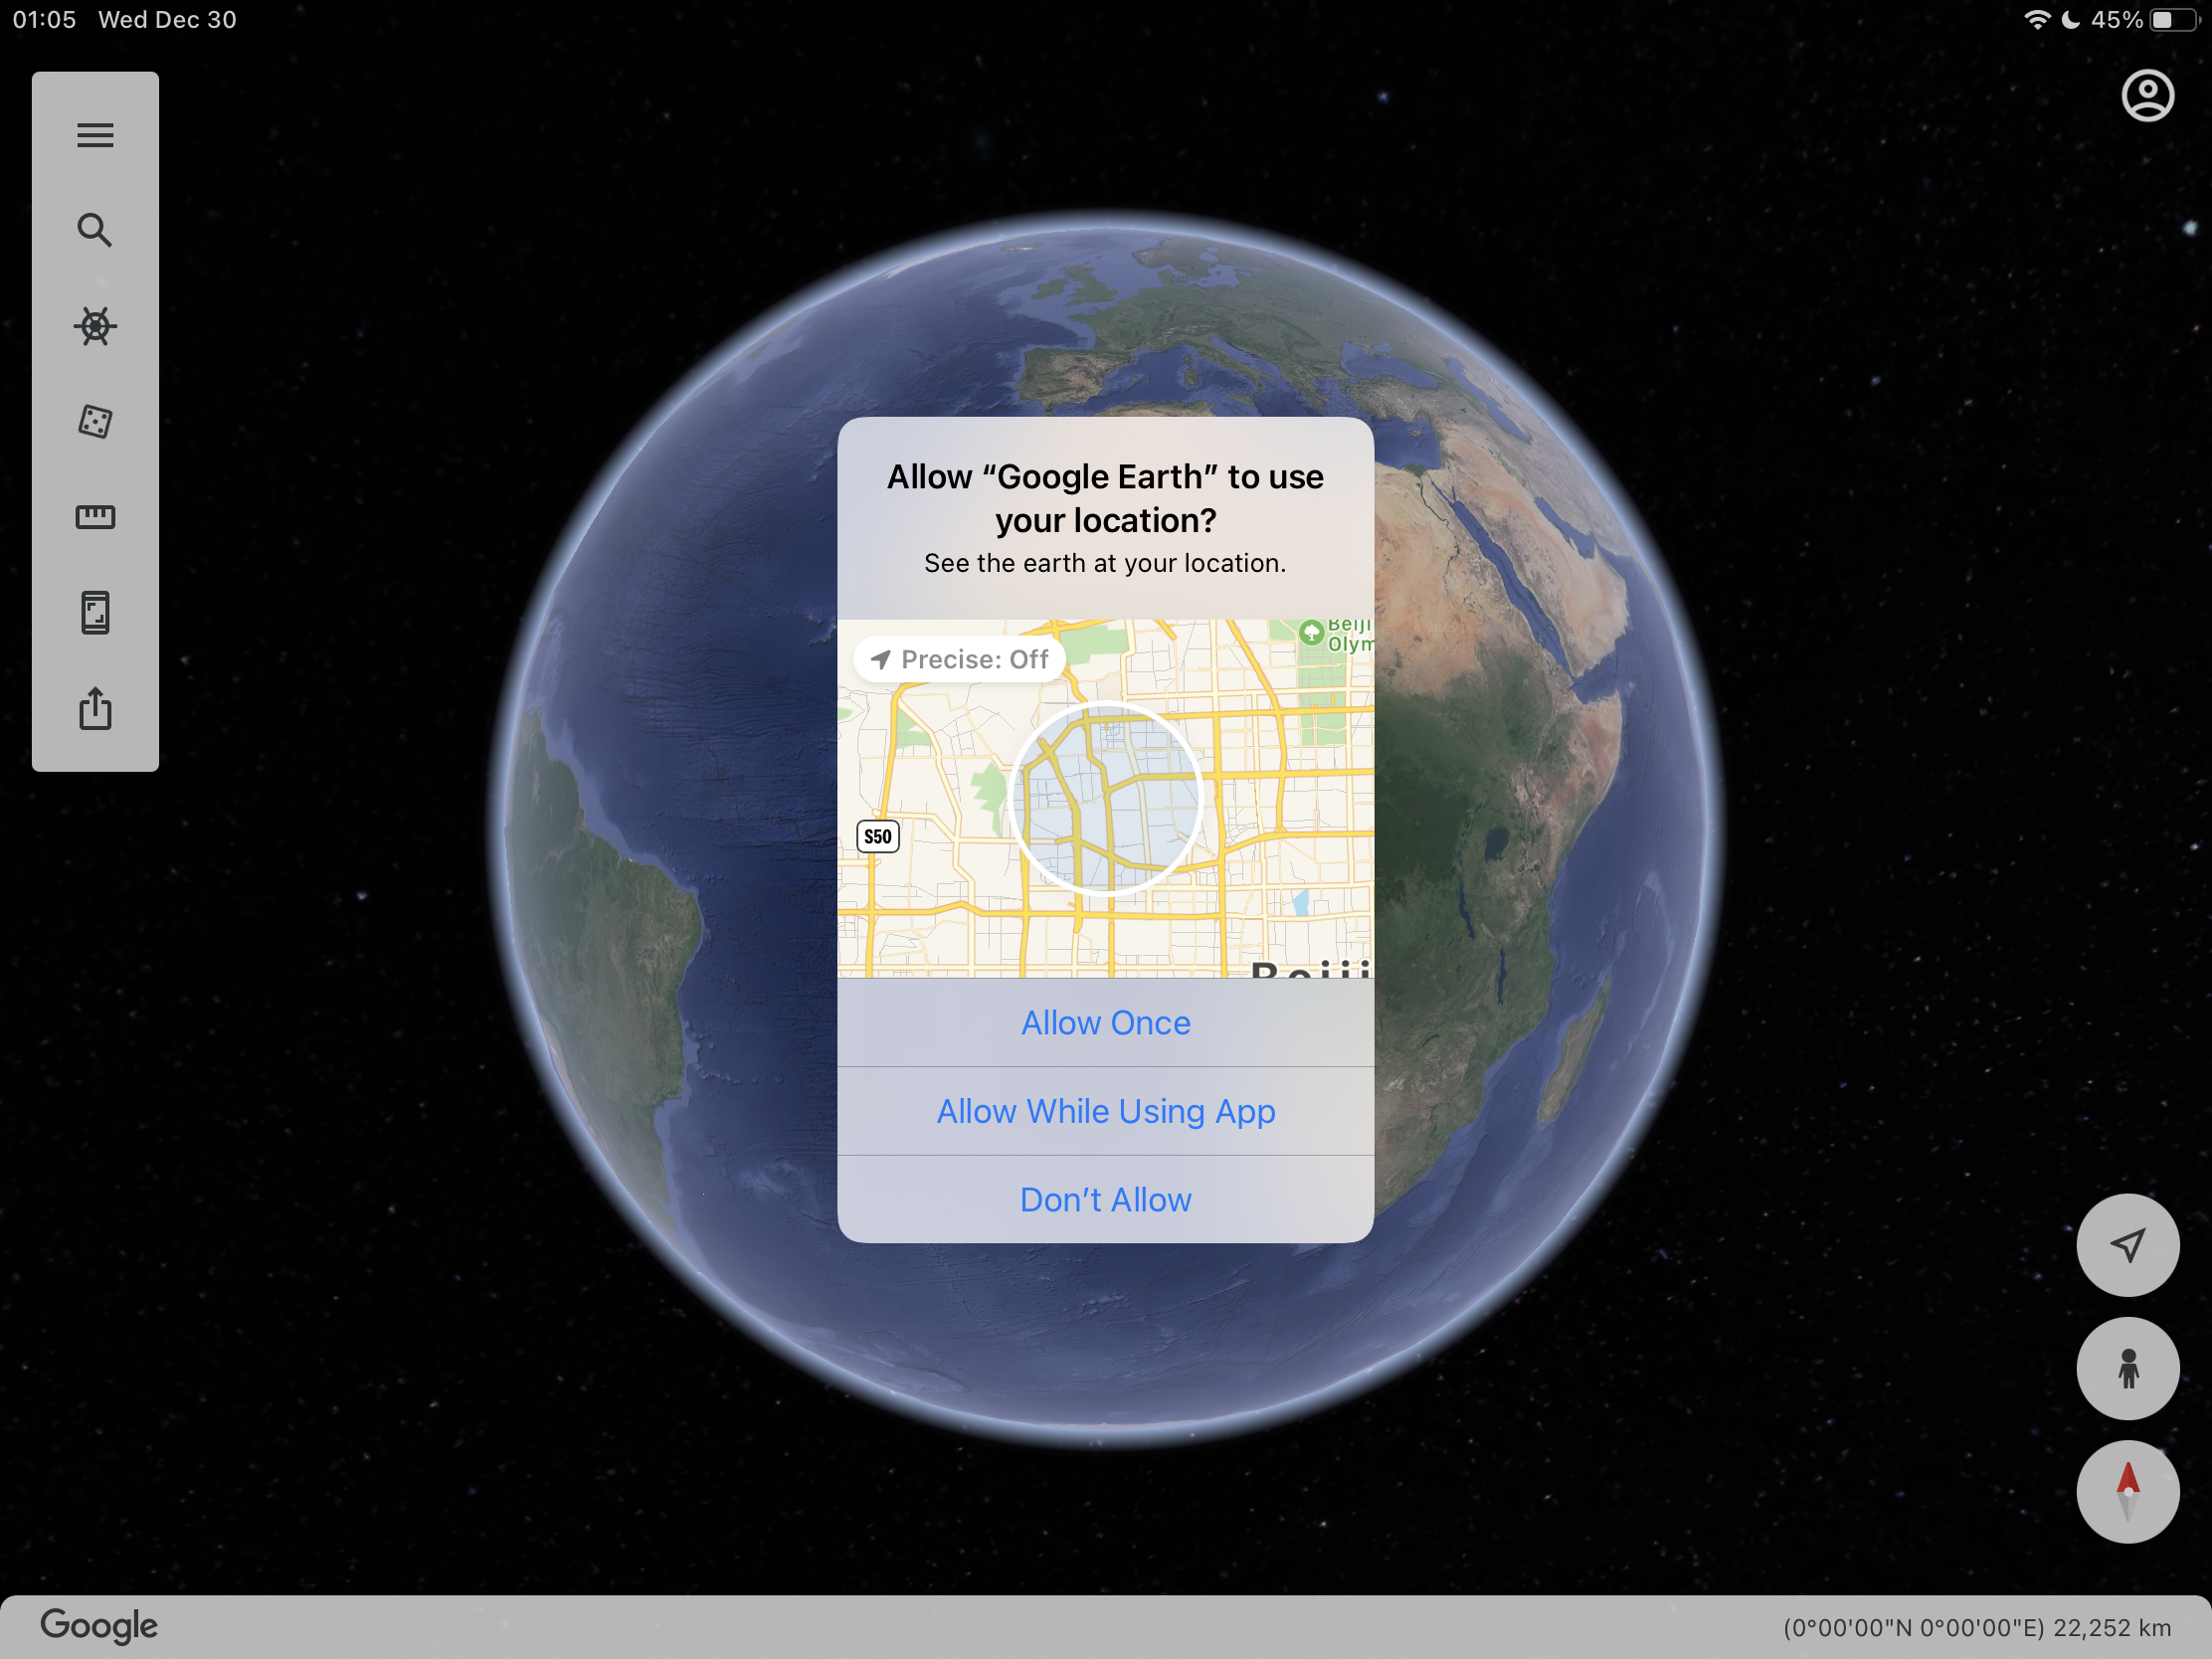 01:05 Wed Dec 30
45%
Allow “Google Earth” to use
your location?
See the earth at your location.
Precise: Off
Beiji
Olym
S50
Beiji
Allow Once
Allow While Using App
Don’t Allow
Google
(0°00'00"N 0°00'00"E) 22,252 km